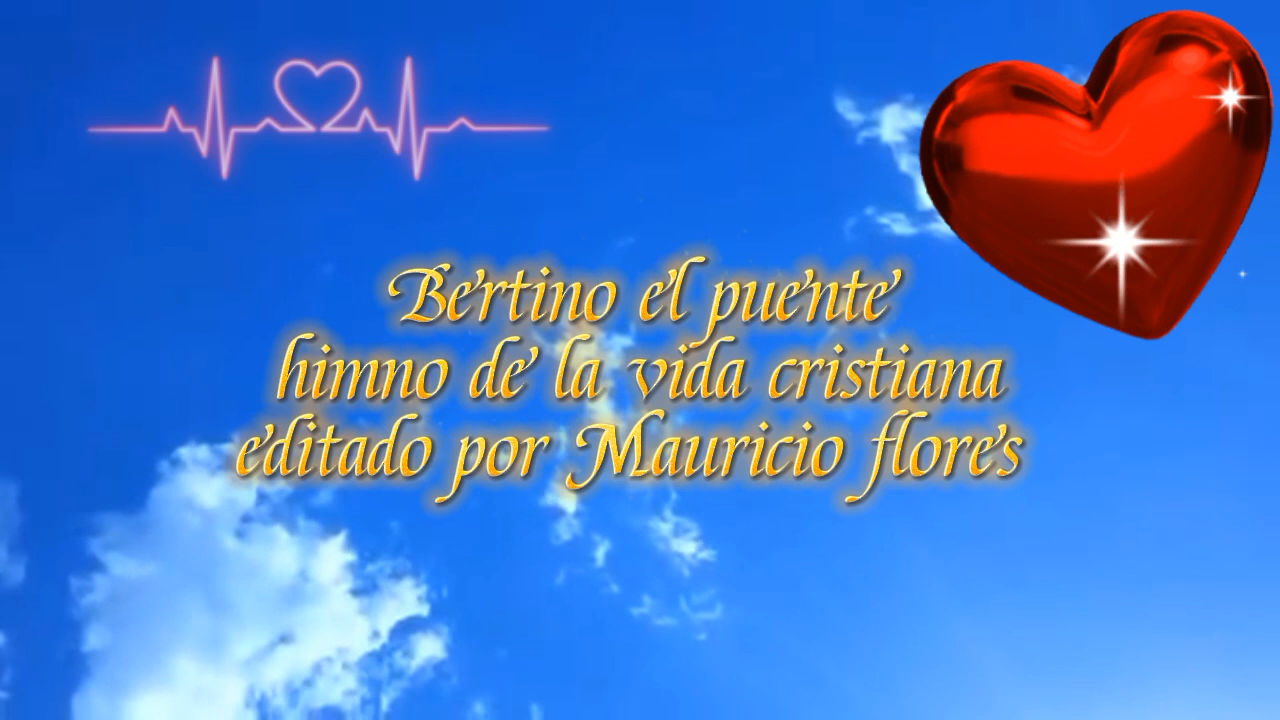 Bertino el puente
himno de la vida cristiana
editado por Mauricio flores